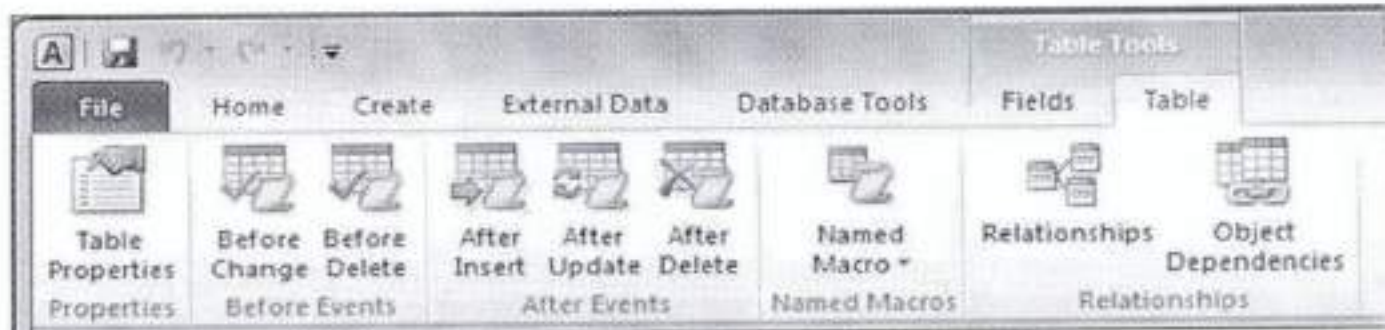 A
Table Tools
File Home Create External Data Database Tools Fields Table
Table Properties Before Change Before Delete After Insert After Update After Delete Named Macro Relationships Object Dependencies
Properties Before Events After Events Named Macros Relationships